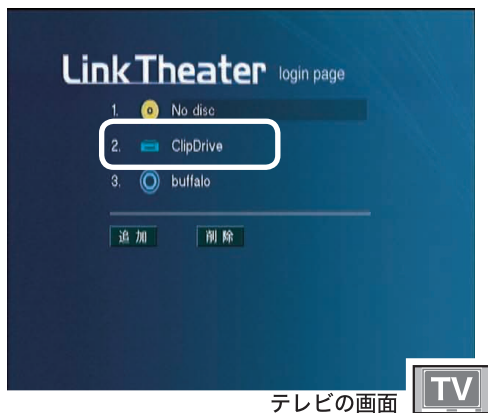 LinkTheater login page
1. No disc
2. ClipDrive
3. buffalo
追加 削除
テレビの画面 TV